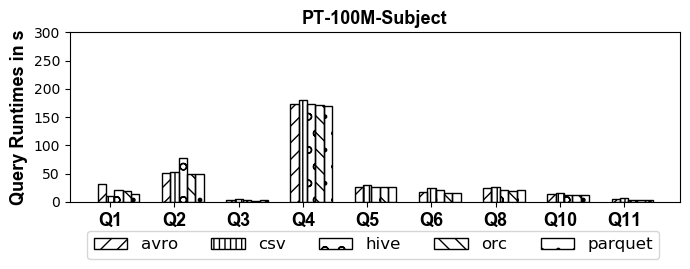 PT-100M-Subject
Query Runtimes in s
300
250
200
150
100
50
0
Q1 Q2 Q3 Q4 Q5 Q6 Q8 Q10 Q11
avro csv hive orc parquet